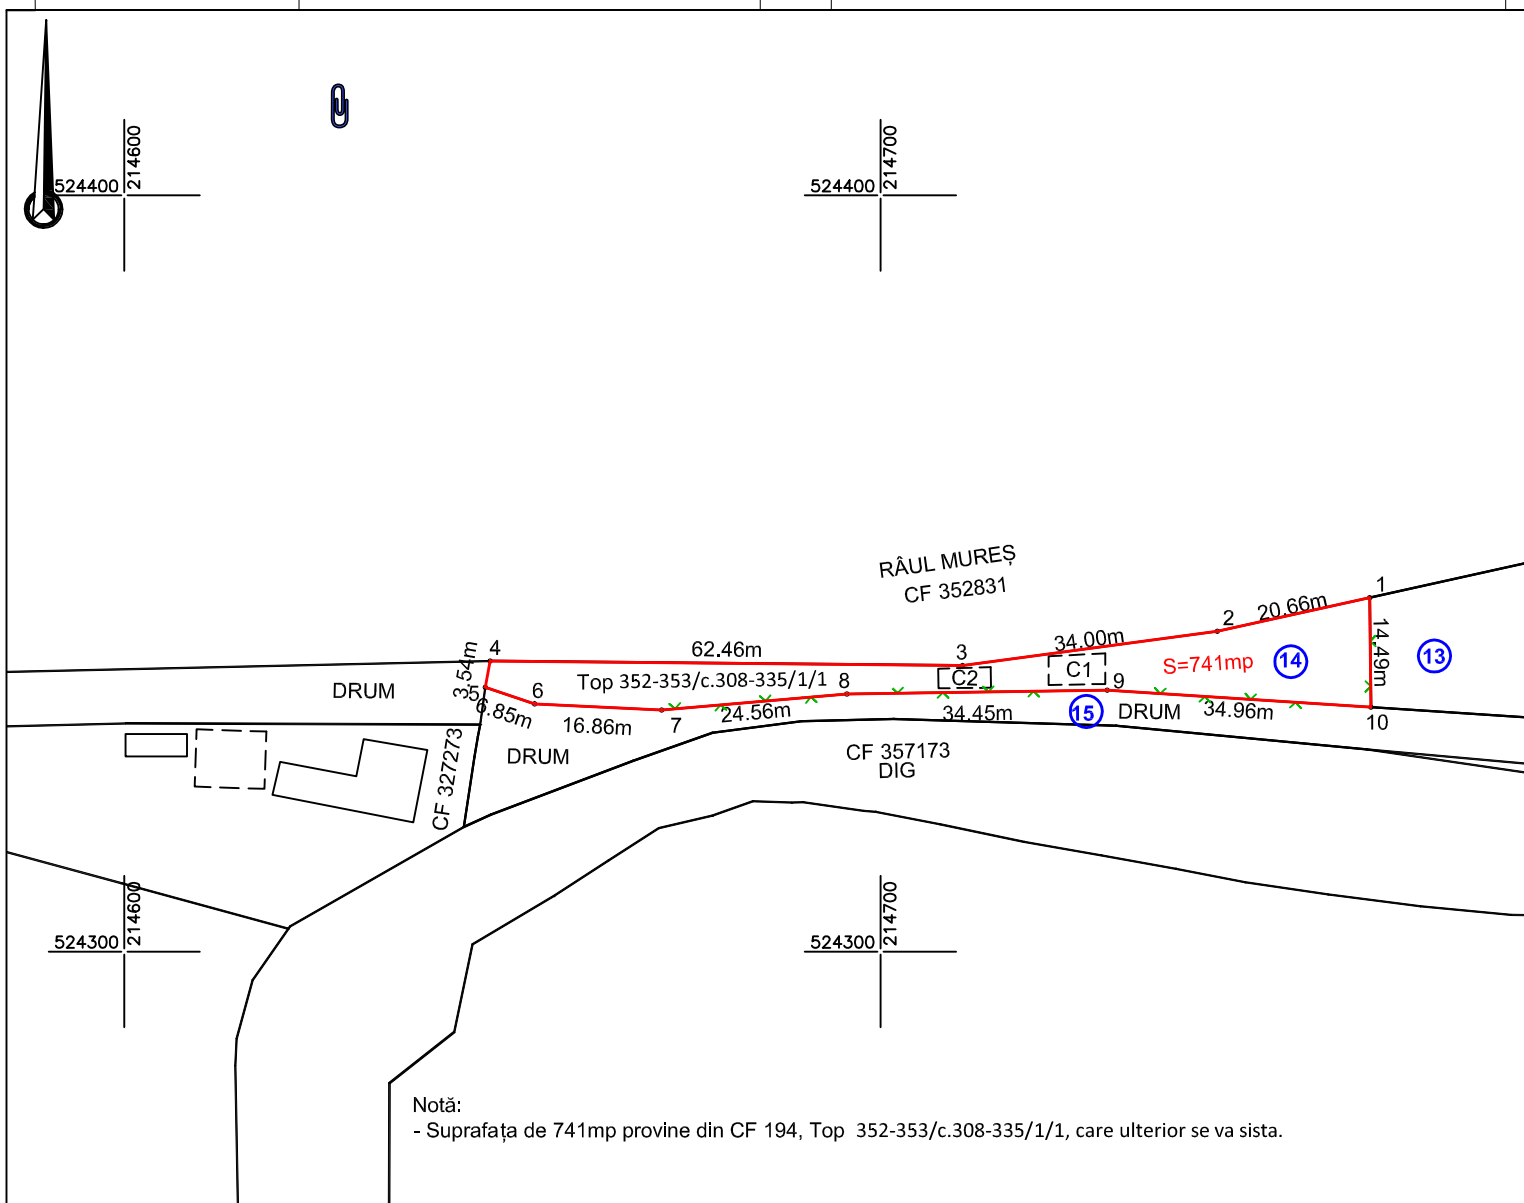 524400
214600
524400
214700
RÂUL MUREȘ
CF 352831
1
2
20.66m
14.49m
13
14
S=741mp
34.00m
3
62.46m
4
3.54m
5
6
6.85m
16.86m
7
24.56m
8
34.45m
9
34.96m
10
C1
C2
15
Top 352-353/c.308-335/1/1
DRUM
DRUM
DRUM
CF 327273
CF 357173
DIG
524300
214600
524300
214700
Notă:
- Suprafața de 741mp provine din CF 194, Top 352-353/c.308-335/1/1, care ulterior se va sista.